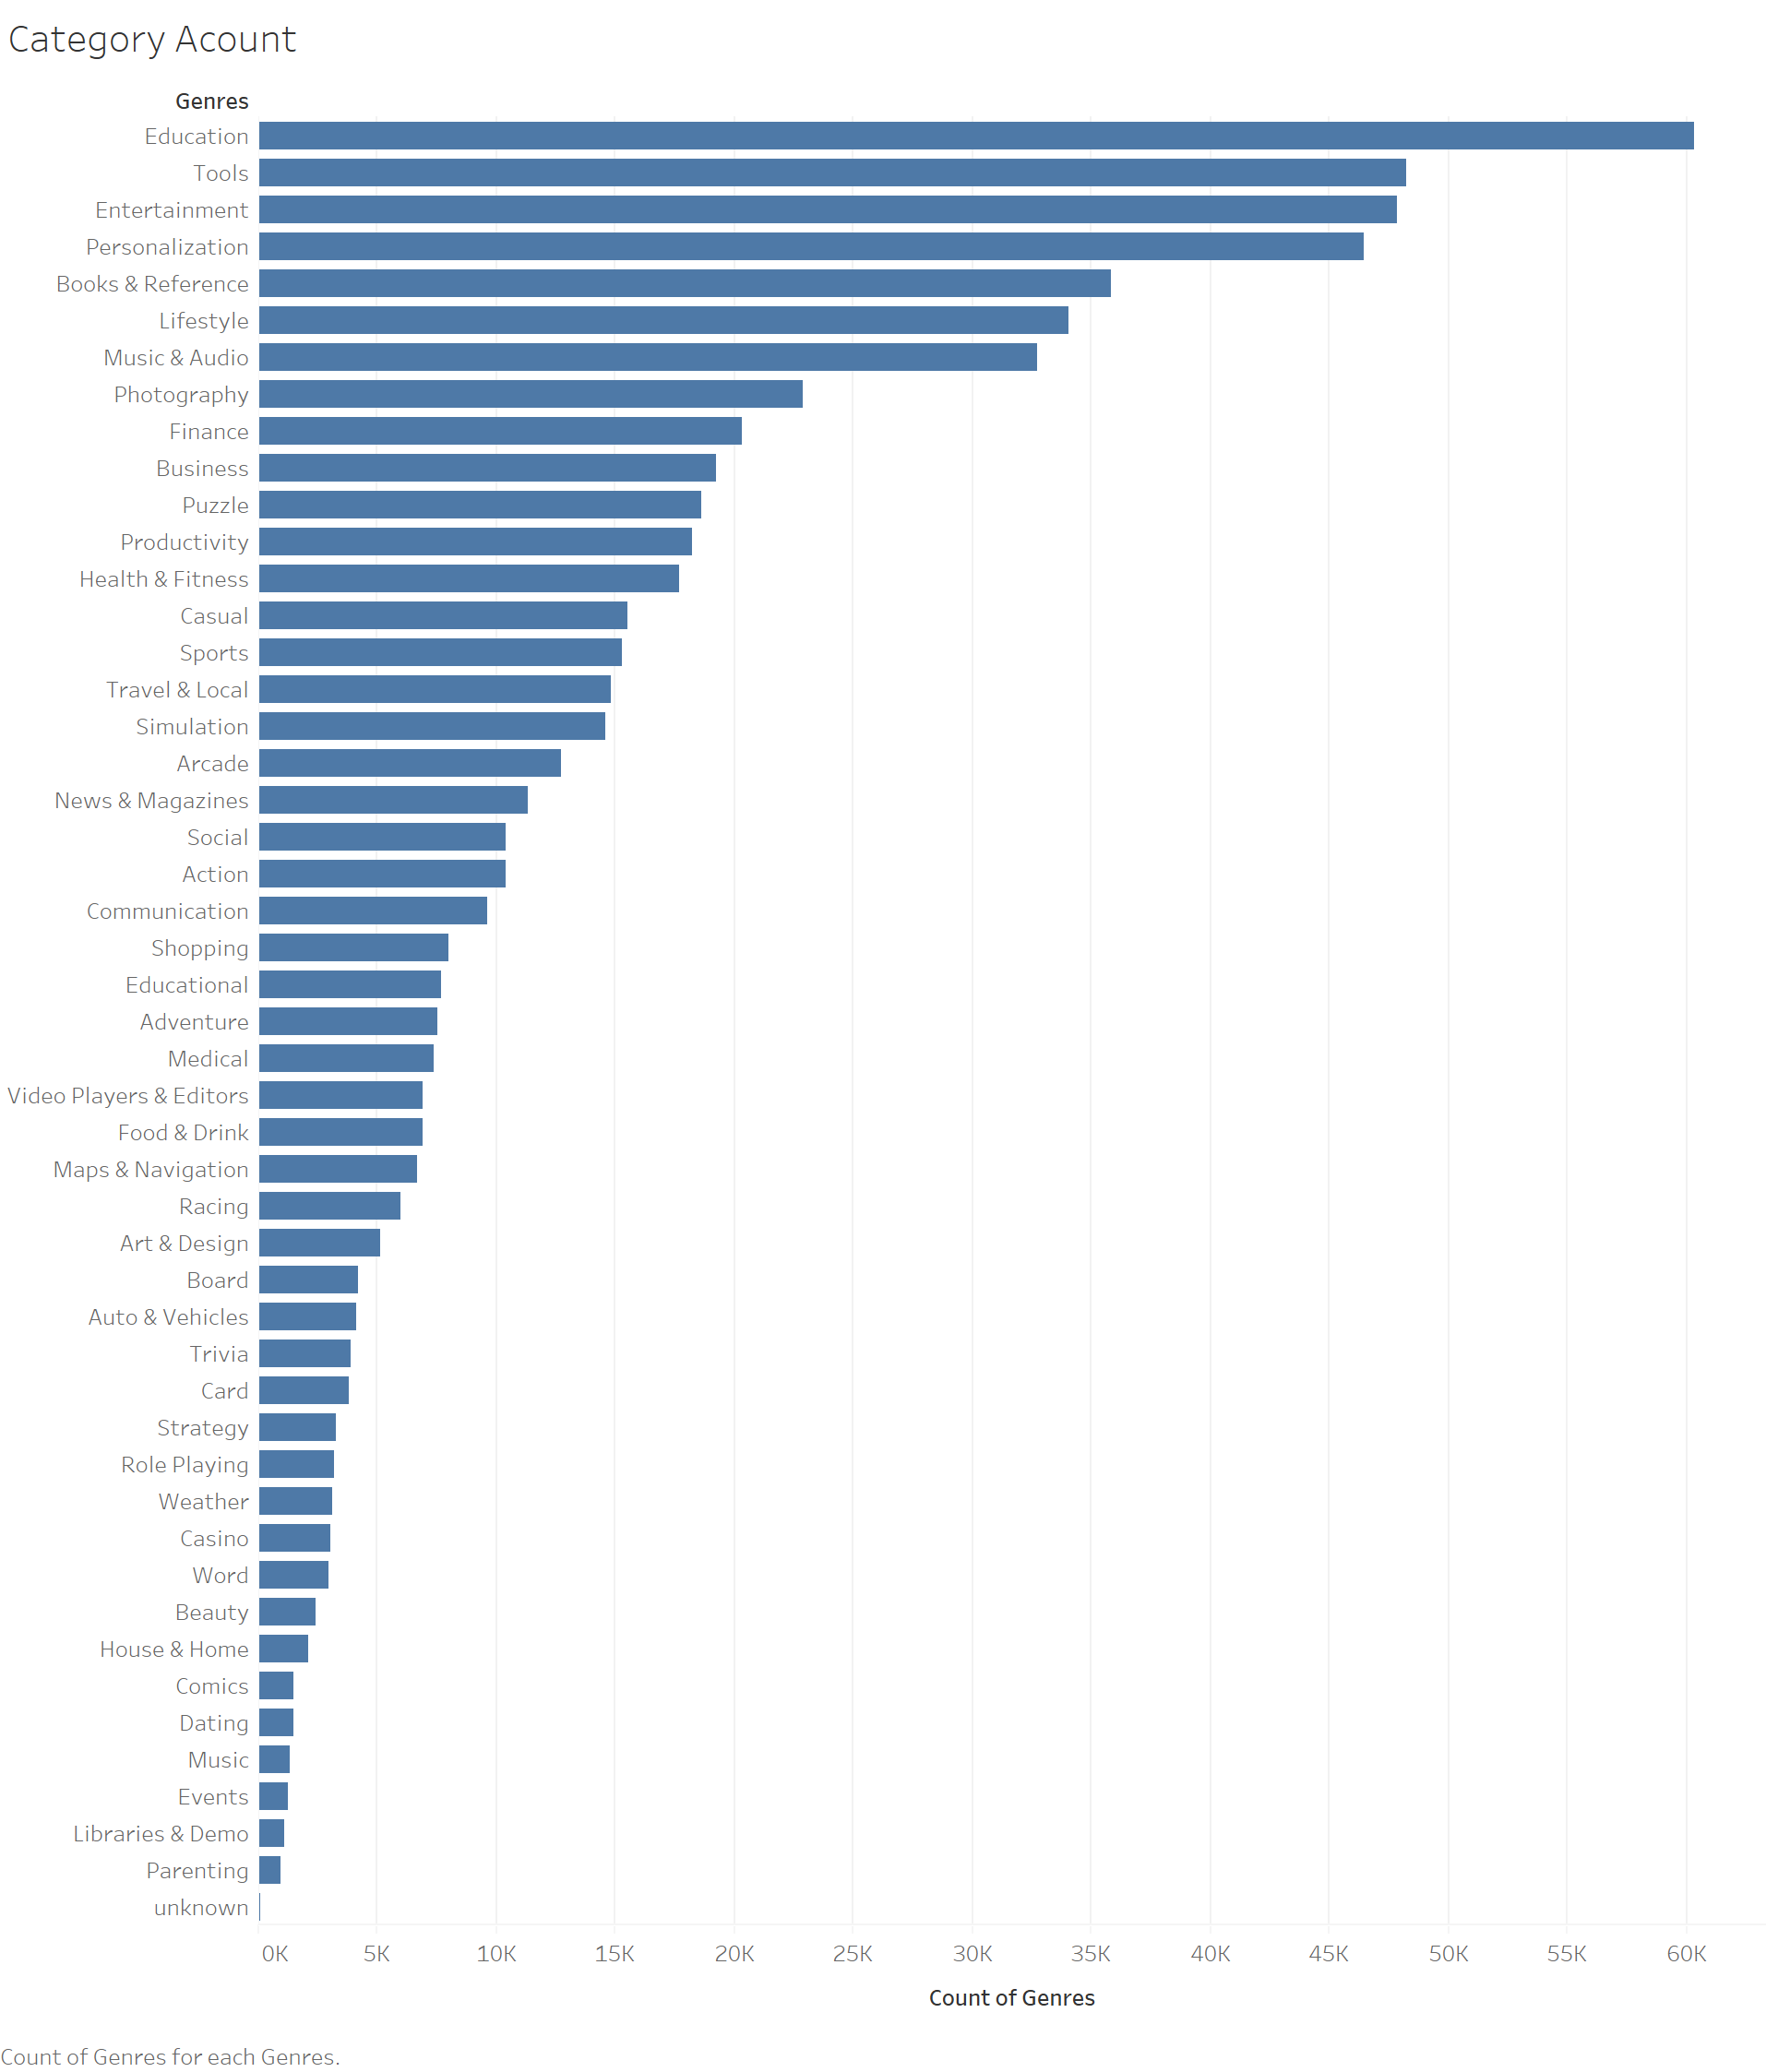 Category Acount
Genres
Education
Tools
Entertainment
Personalization
Books & Reference
Lifestyle
Music & Audio
Photography
Finance
Business
Puzzle
Productivity
Health & Fitness
Casual
Sports
Travel & Local
Simulation
Arcade
News & Magazines
Social
Action
Communication
Shopping
Educational
Adventure
Medical
Video Players & Editors
Food & Drink
Maps & Navigation
Racing
Art & Design
Board
Auto & Vehicles
Trivia
Card
Strategy
Role Playing
Weather
Casino
Word
Beauty
House & Home
Comics
Dating
Music
Events
Libraries & Demo
Parenting
unknown
0K 5K 10K 15K 20K 25K 30K 35K 40K 45K 50K 55K 60K
Count of Genres
Count of Genres for each Genres.